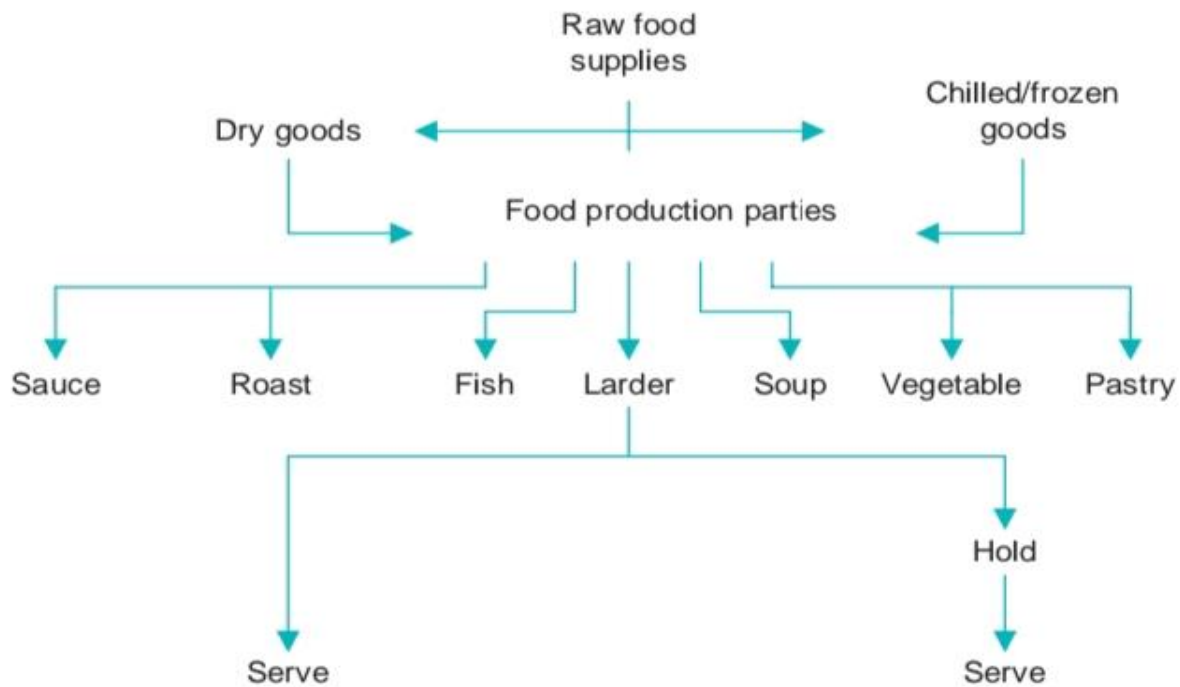 Raw food
supplies
Chilled/frozen
goods
Dry goods
Food production parties
Sauce
Roast
Fish
Larder
Soup
Vegetable
Pastry
Hold
Serve
Serve